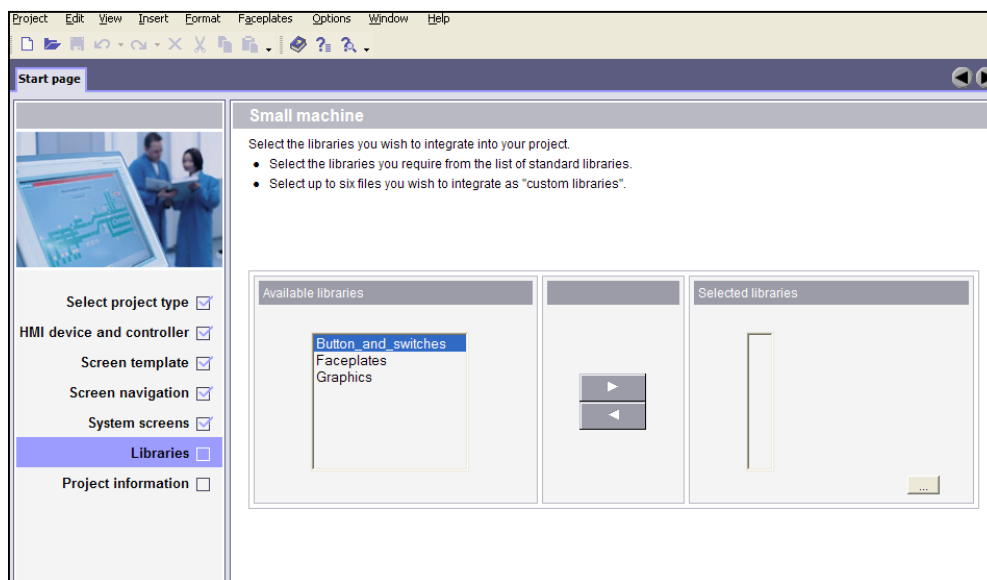 Project Edit View Insert Format Faceplates Options Window Help
Start page
Small machine
Select the libraries you wish to integrate into your project.
• Select the libraries you require from the list of standard libraries.
• Select up to six files you wish to integrate as "custom libraries".
Select project type
HMI device and controller
Screen template
Screen navigation
System screens
Libraries
Project information
Available libraries
Button_and_switches
Faceplates
Graphics
Selected libraries
...